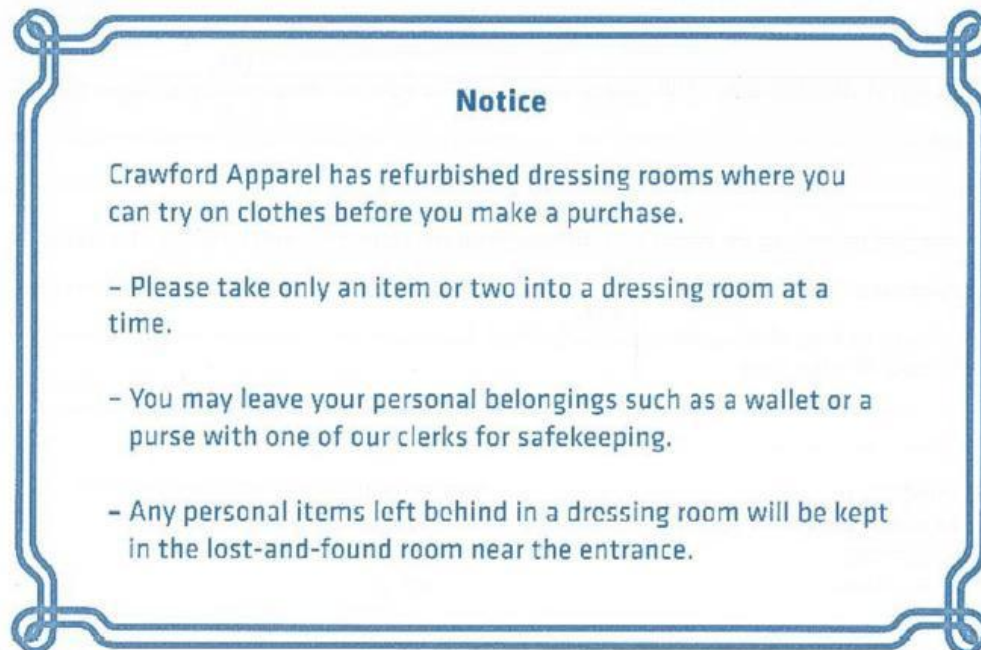 Notice
Crawford Apparel has refurbished dressing rooms where you
can try on clothes before you make a purchase.
– Please take only an item or two into a dressing room at a
time.
– You may leave your personal belongings such as a wallet or a
purse with one of our clerks for safekeeping.
– Any personal items left behind in a dressing room will be kept
in the lost-and-found room near the entrance.